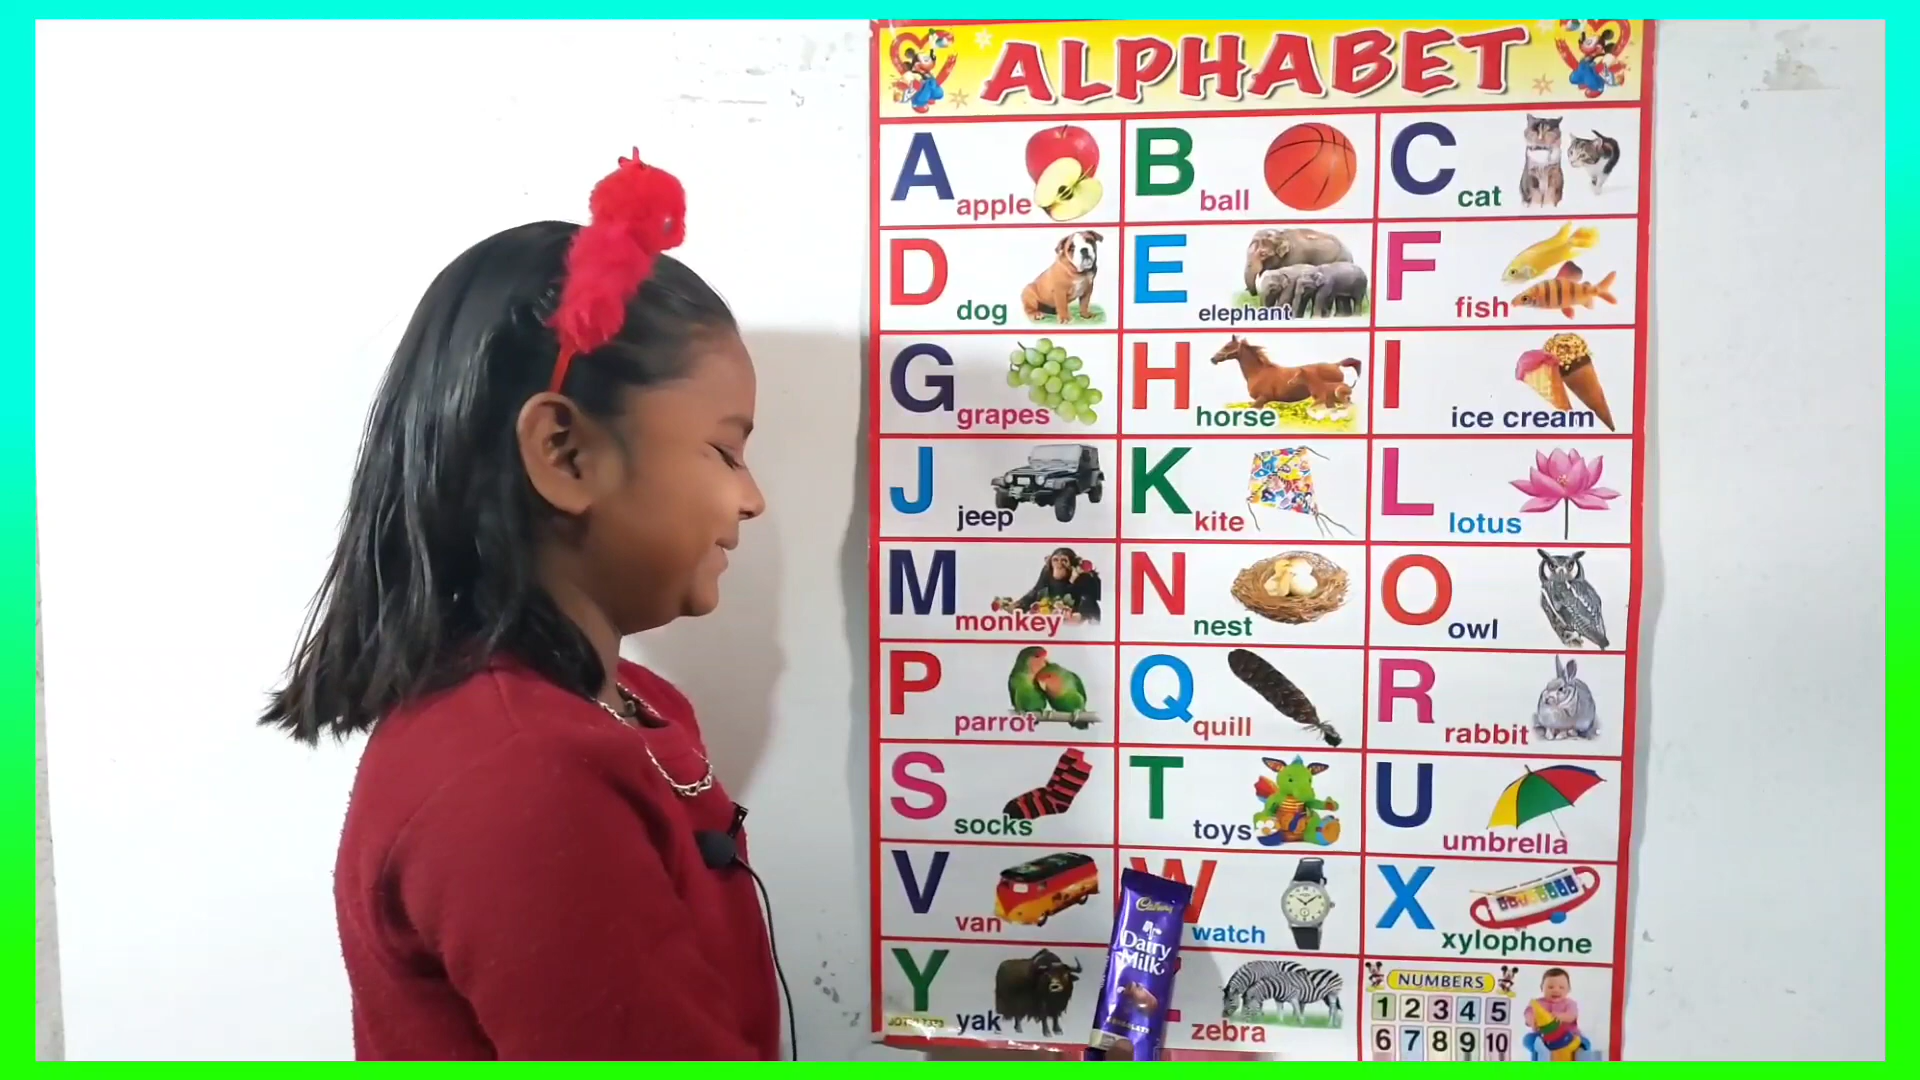 ALPHABET
A apple
B ball
C cat
D dog
E elephant
F fish
G grapes
H horse
I ice cream
J jeep
K kite
L lotus
M monkey
N nest
O owl
P parrot
Q quill
R rabbit
S socks
T toys
U umbrella
V van
W watch
X xylophone
Y yak
zebra
Cadbury
Dairy
Milk
CHOCOLATE
NUMBERS
1 2 3 4 5
6 7 8 9 10